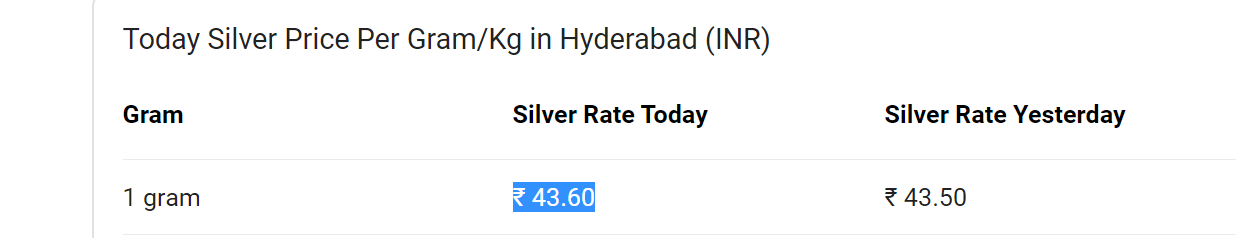 Today Silver Price Per Gram/Kg in Hyderabad (INR)
Gram Silver Rate Today Silver Rate Yesterday
1 gram ₹ 43.60 ₹ 43.50